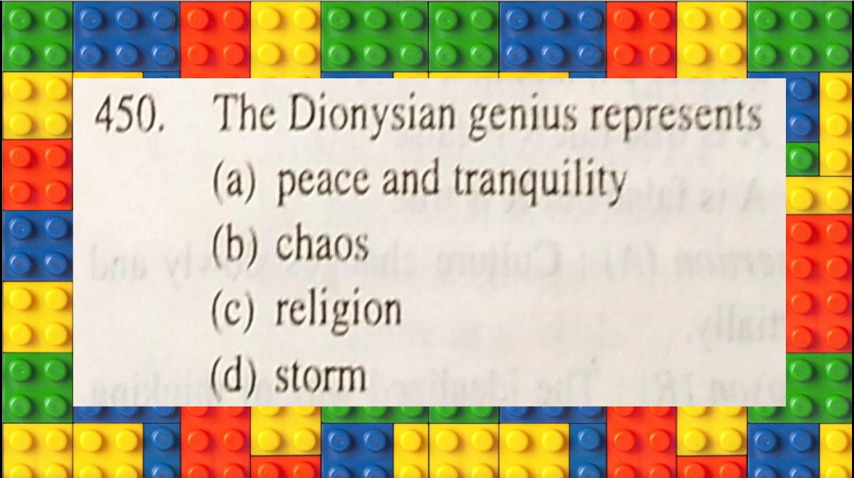 450. The Dionysian genius represents
(a) peace and tranquility
(b) chaos
(c) religion
(d) storm